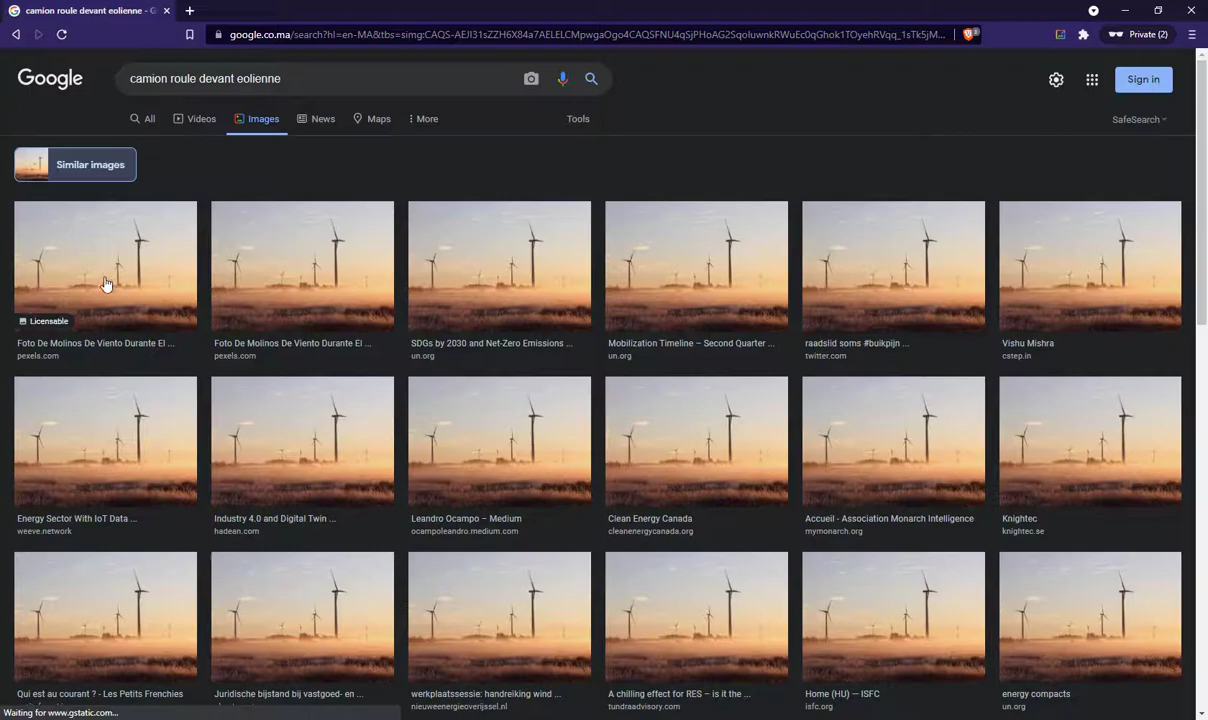 camion roule devant eolienne - G
google.co.ma/search?hl=en-MA&tbs=simg:CAQS-AEJI31sZZH6X84a7AELELCMpwgaOgo4CAQSFNU4qSjPHoAG2SqoIuwnkRWuEc0qGhok1TOyehRVqq_1sTk5jM...
Private (2)
Google
camion roule devant eolienne
Sign in
All
Videos
Images
News
Maps
More
Tools
SafeSearch
Similar images
Licensable
Foto De Molinos De Viento Durante El ...
pexels.com
Foto De Molinos De Viento Durante El ...
pexels.com
SDGs by 2030 and Net-Zero Emissions ...
un.org
Mobilization Timeline – Second Quarter ...
un.org
raadslid soms #buikpijn ...
twitter.com
Vishu Mishra
cstep.in
Energy Sector With IoT Data ...
weeve.network
Industry 4.0 and Digital Twin ...
hadean.com
Leandro Ocampo – Medium
ocampoleandro.medium.com
Clean Energy Canada
cleanenergycanada.org
Accueil - Association Monarch Intelligence
mymonarch.org
Knightec
knightec.se
Qui est au courant ? - Les Petits Frenchies
Juridische bijstand bij vastgoed- en ...
werkplaatssessie: handreiking wind ...
nieuweenergieoverijssel.nl
A chilling effect for RES – is it the ...
tundraadvisory.com
Home (HU) — ISFC
isfc.org
energy compacts
un.org
Waiting for www.gstatic.com...